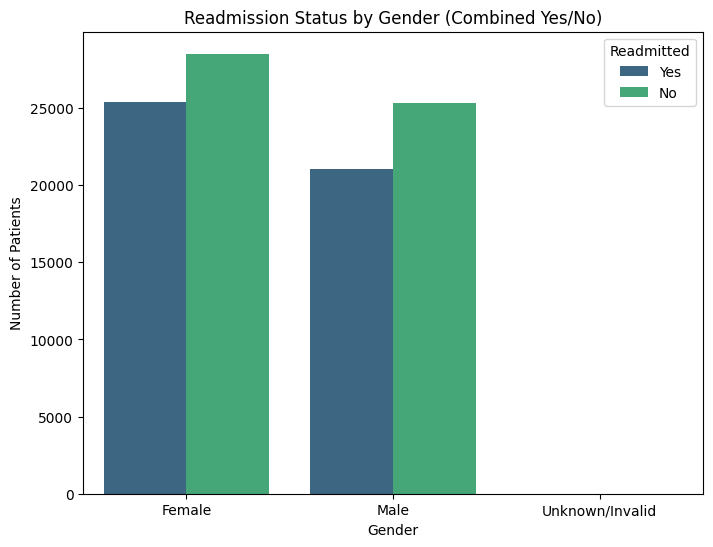 Readmission Status by Gender (Combined Yes/No)
Readmitted
Yes
No
25000
20000
15000
10000
5000
0
Number of Patients
Female
Male
Unknown/Invalid
Gender